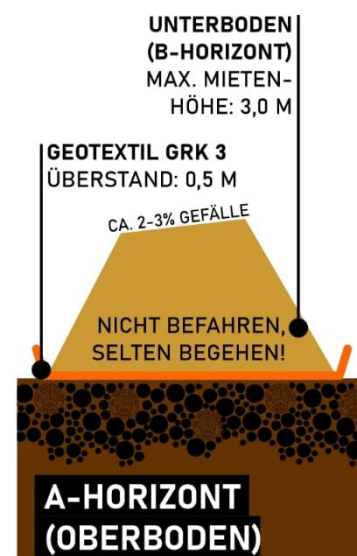 UNTERBODEN
(B-HORIZONT)
MAX. MIETEN-
HÖHE: 3,0 M
GEOTEXTIL GRK 3
ÜBERSTAND: 0,5 M
CA. 2-3% GEFÄLLE
NICHT BEFAHREN,
SELTEN BEGEHEN!
A-HORIZONT
(OBERBODEN)